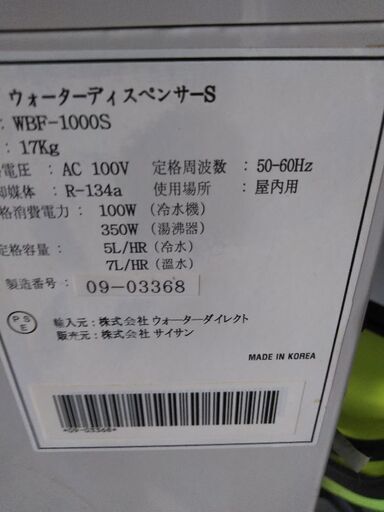 ウォーターディスペンサーS
: WBF-1000S
: 17Kg
電圧 : AC 100V 定格周波数 : 50-60Hz
媒体 : R-134a 使用場所 : 屋内用
格消費電力 : 100W (冷水機)
350W (湯沸器)
定格容量 : 5L/HR (冷水)
7L/HR (温水)
製造番号 : 09-03368
PSE
輸入元 : 株式会社 ウォーターダイレクト
販売元 : 株式会社 サイサン
MADE IN KOREA
*09-03368*